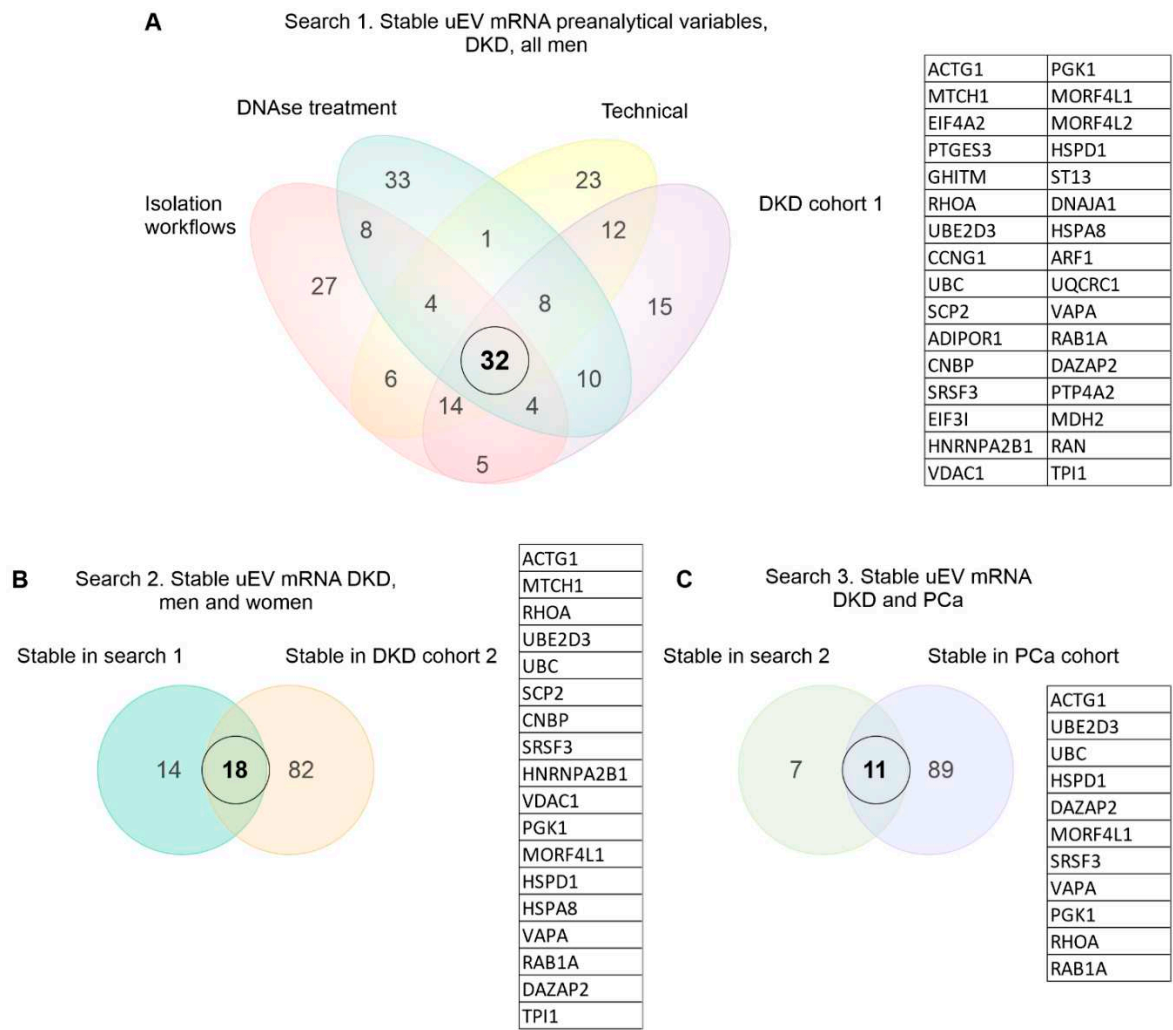 A
Search 1. Stable uEV mRNA preanalytical variables,
DKD, all men
DNAse treatment
Technical
Isolation
workflows
DKD cohort 1
33
23
8
1
12
27
4
8
15
32
6
14
4
10
5
ACTG1 PGK1
MTCH1 MORF4L1
EIF4A2 MORF4L2
PTGES3 HSPD1
GHITM ST13
RHOA DNAJA1
UBE2D3 HSPA8
CCNG1 ARF1
UBC UQCRC1
SCP2 VAPA
ADIPOR1 RAB1A
CNBP DAZAP2
SRSF3 PTP4A2
EIF3I MDH2
HNRNPA2B1 RAN
VDAC1 TPI1
B
Search 2. Stable uEV mRNA DKD,
men and women
Stable in search 1
Stable in DKD cohort 2
14
18
82
ACTG1
MTCH1
RHOA
UBE2D3
UBC
SCP2
CNBP
SRSF3
HNRNPA2B1
VDAC1
PGK1
MORF4L1
HSPD1
HSPA8
VAPA
RAB1A
DAZAP2
TPI1
C
Search 3. Stable uEV mRNA
DKD and PCa
Stable in search 2
Stable in PCa cohort
7
11
89
ACTG1
UBE2D3
UBC
HSPD1
DAZAP2
MORF4L1
SRSF3
VAPA
PGK1
RHOA
RAB1A